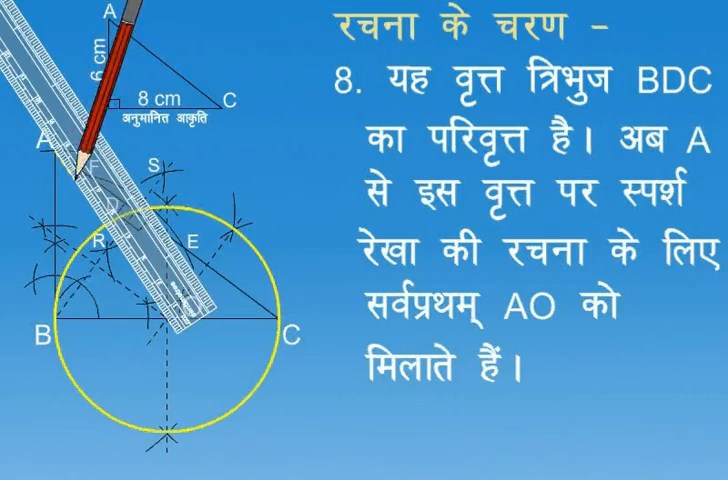 रचना के चरण -
8. यह वृत्त त्रिभुज BDC
का परिवृत्त है। अब A
से इस वृत्त पर स्पर्श
रेखा की रचना के लिए
सर्वप्रथम् AO को
मिलाते हैं।
A
6 cm
8 cm
C
अनुमानित आकृति
A
F
S
D
R
E
B
C